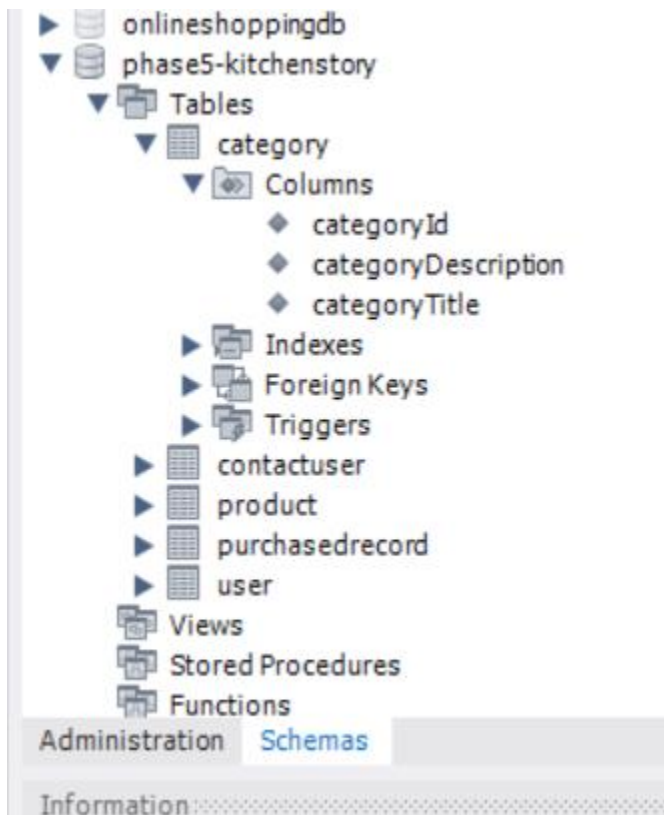 onlineshoppingdb
phase5-kitchenstory
Tables
category
Columns
categoryId
categoryDescription
categoryTitle
Indexes
Foreign Keys
Triggers
contactuser
product
purchasedrecord
user
Views
Stored Procedures
Functions
Administration Schemas
Information